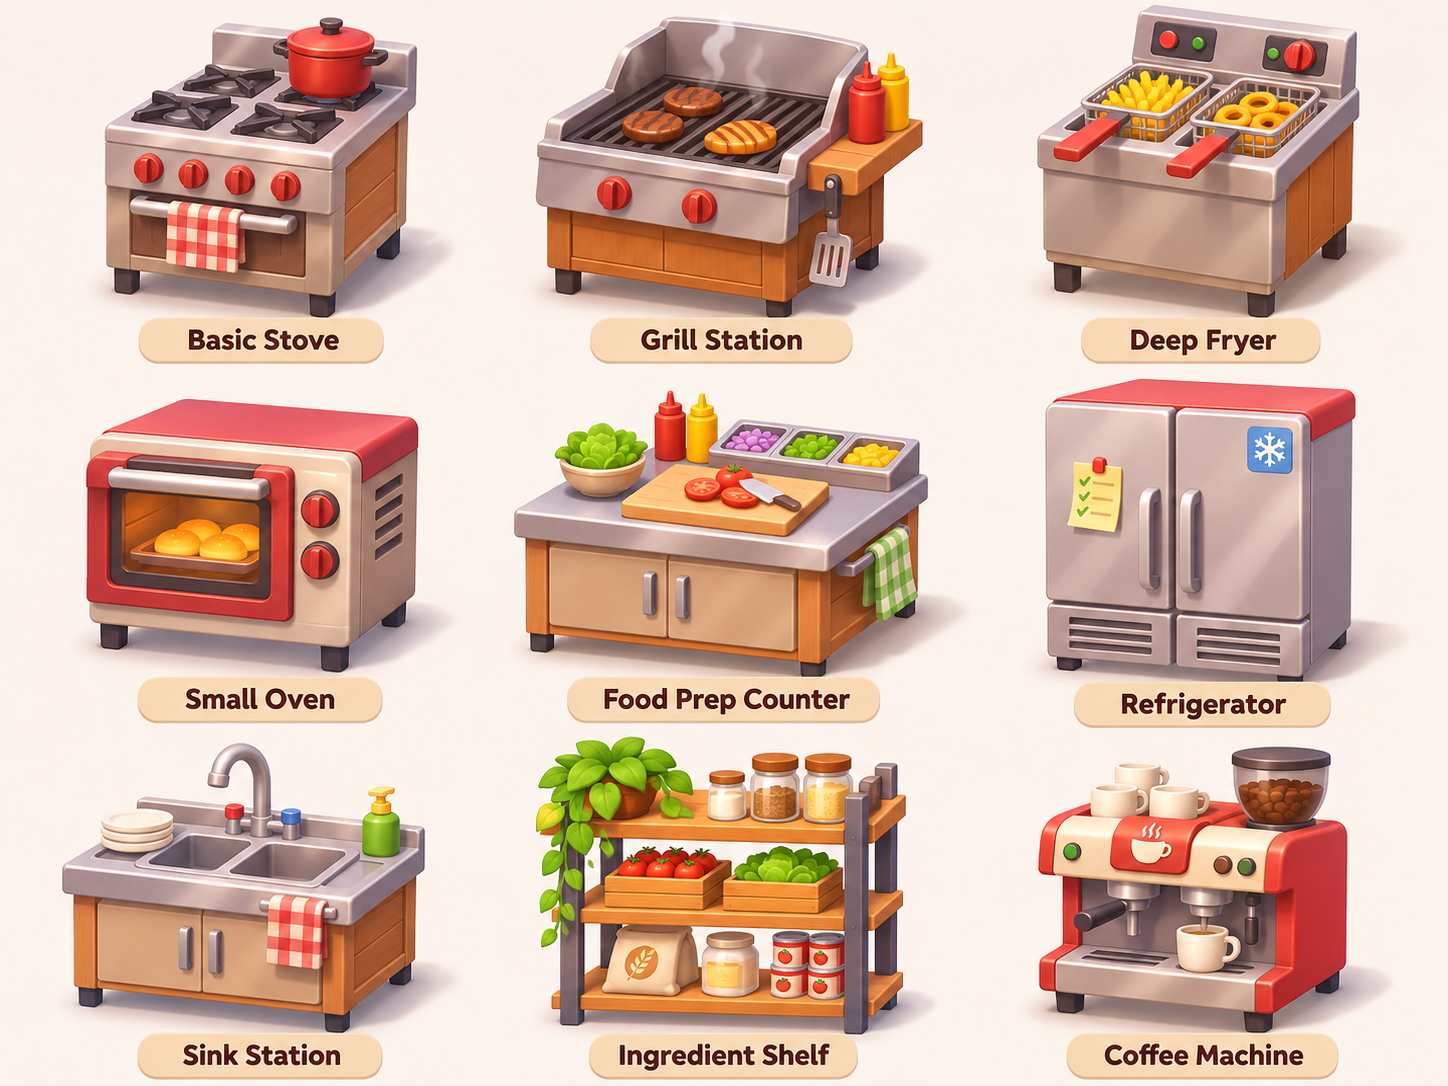 Basic Stove
Grill Station
Deep Fryer
Small Oven
Food Prep Counter
Refrigerator
Sink Station
Ingredient Shelf
Coffee Machine